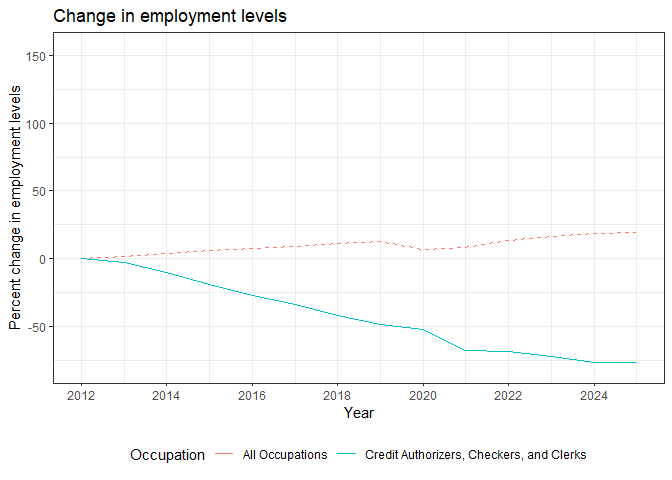 Change in employment levels
Percent change in employment levels
150
100
50
0
-50
2012 2014 2016 2018 2020 2022 2024
Year
Occupation All Occupations Credit Authorizers, Checkers, and Clerks